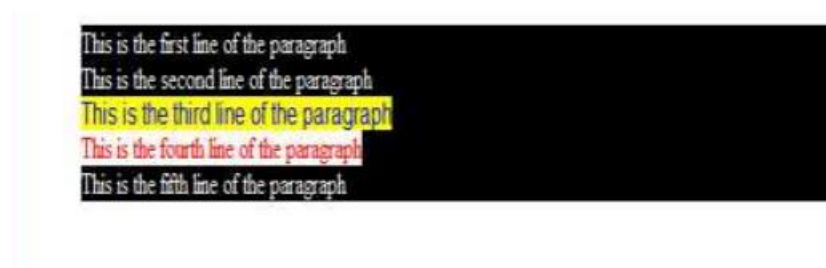 This is the first line of the paragraph
This is the second line of the paragraph
This is the third line of the paragraph
This is the fourth line of the paragraph
This is the fifth line of the paragraph